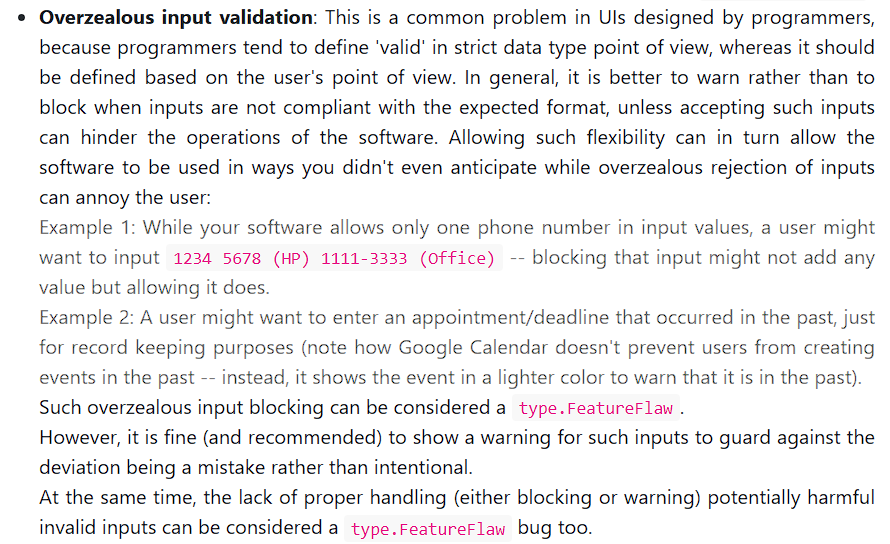 • Overzealous input validation: This is a common problem in UIs designed by programmers,
because programmers tend to define 'valid' in strict data type point of view, whereas it should
be defined based on the user's point of view. In general, it is better to warn rather than to
block when inputs are not compliant with the expected format, unless accepting such inputs
can hinder the operations of the software. Allowing such flexibility can in turn allow the
software to be used in ways you didn't even anticipate while overzealous rejection of inputs
can annoy the user:
Example 1: While your software allows only one phone number in input values, a user might
want to input 1234 5678 (HP) 1111-3333 (Office) -- blocking that input might not add any
value but allowing it does.
Example 2: A user might want to enter an appointment/deadline that occurred in the past, just
for record keeping purposes (note how Google Calendar doesn't prevent users from creating
events in the past -- instead, it shows the event in a lighter color to warn that it is in the past).
Such overzealous input blocking can be considered a type.FeatureFlaw.
However, it is fine (and recommended) to show a warning for such inputs to guard against the
deviation being a mistake rather than intentional.
At the same time, the lack of proper handling (either blocking or warning) potentially harmful
invalid inputs can be considered a type.FeatureFlaw bug too.